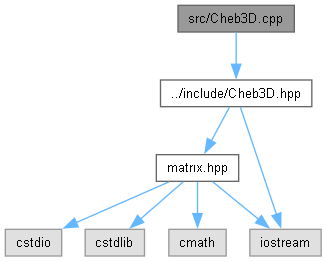 src/Cheb3D.cpp
../include/Cheb3D.hpp
matrix.hpp
cstdio
cstdlib
cmath
iostream